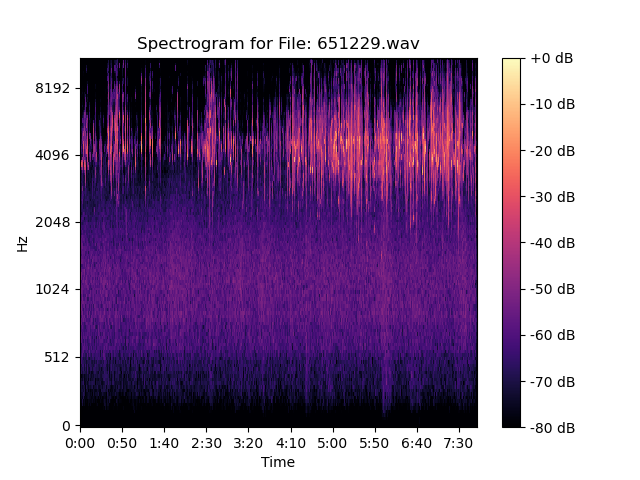 Spectrogram for File: 651229.wav
8192
4096
2048
1024
512
0
Hz
0:00 0:50 1:40 2:30 3:20 4:10 5:00 5:50 6:40 7:30
Time
+0 dB
-10 dB
-20 dB
-30 dB
-40 dB
-50 dB
-60 dB
-70 dB
-80 dB